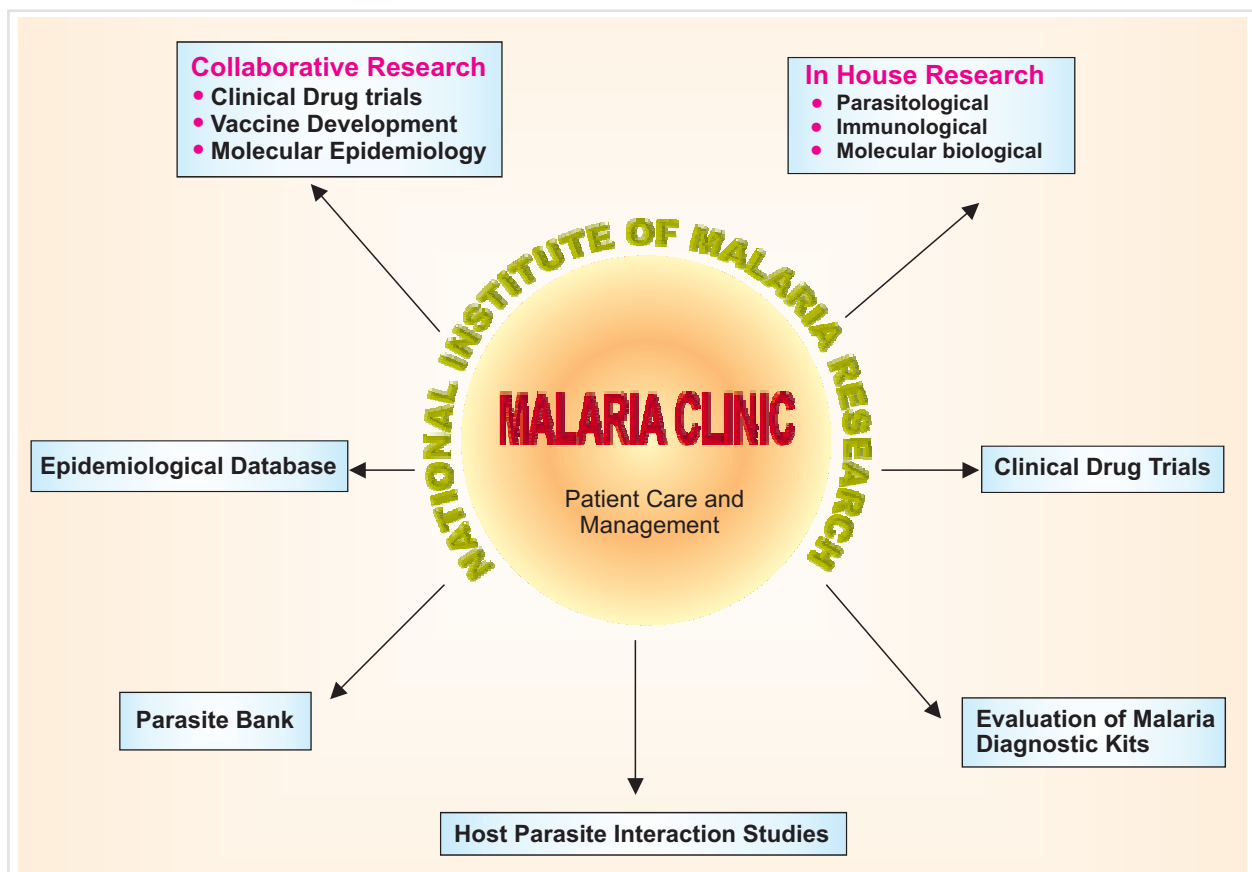 Collaborative Research
• Clinical Drug trials
• Vaccine Development
• Molecular Epidemiology
In House Research
• Parasitological
• Immunological
• Molecular biological
NATIONAL INSTITUTE OF MALARIA RESEARCH
MALARIA CLINIC
Patient Care and
Management
Epidemiological Database
Clinical Drug Trials
Parasite Bank
Evaluation of Malaria
Diagnostic Kits
Host Parasite Interaction Studies